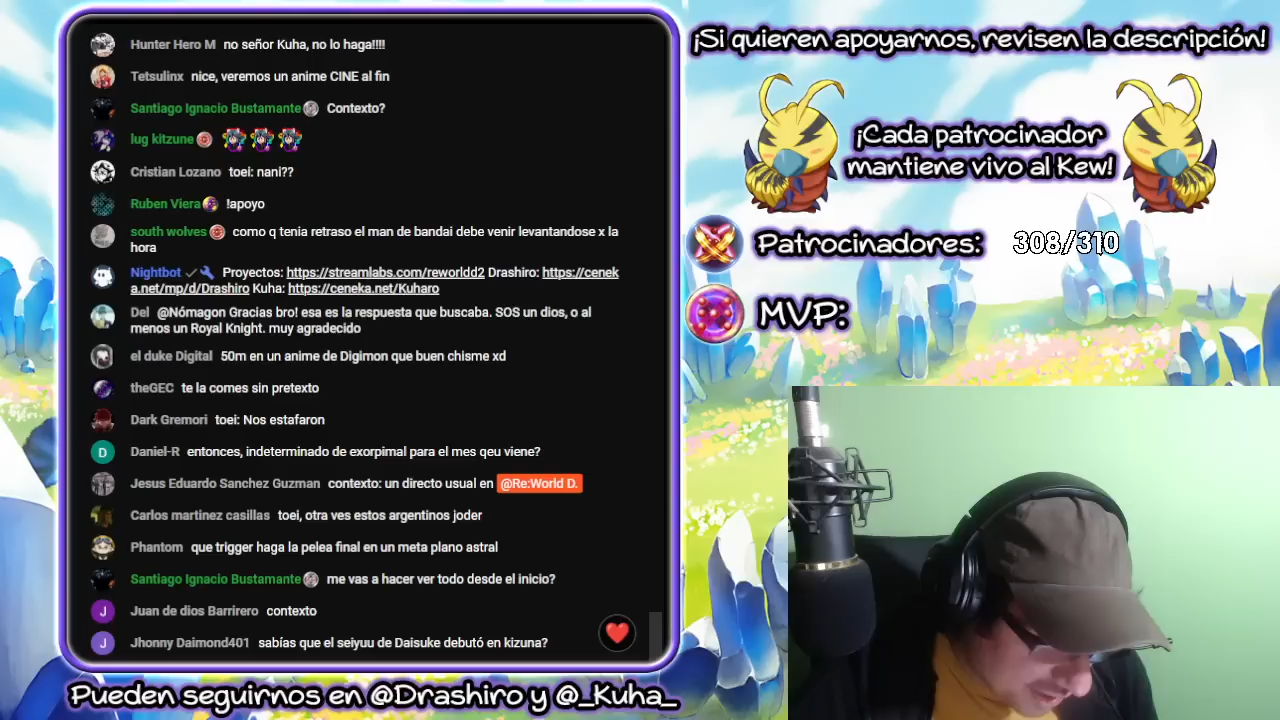 Hunter Hero M no señor Kuha, no lo haga!!!!
Tetsulinx nice, veremos un anime CINE al fin
Santiago Ignacio Bustamante Contexto?
lug kitzune
Cristian Lozano toei: nani??
Ruben Viera !apoyo
south wolves como q tenia retraso el man de bandai debe venir levantandose x la
hora
Nightbot Proyectos: https://streamlabs.com/reworldd2 Drashiro: https://cenek
a.net/mp/d/Drashiro Kuha: https://ceneka.net/Kuharo
Del @Nómagon Gracias bro! esa es la respuesta que buscaba. SOS un dios, o al
menos un Royal Knight. muy agradecido
el duke Digital 50m en un anime de Digimon que buen chisme xd
theGEC te la comes sin pretexto
Dark Gremori toei: Nos estafaron
D Daniel-R entonces, indeterminado de exorpimal para el mes qeu viene?
Jesus Eduardo Sanchez Guzman contexto: un directo usual en @Re:World D.
Carlos martinez casillas toei, otra ves estos argentinos joder
Phantom que trigger haga la pelea final en un meta plano astral
Santiago Ignacio Bustamante me vas a hacer ver todo desde el inicio?
J Juan de dios Barrirero contexto
J Jhonny Daimond401 sabías que el seiyuu de Daisuke debutó en kizuna?
Pueden seguirnos en @Drashiro y @_Kuha_
¡Si quieren apoyarnos, revisen la descripción!
¡Cada patrocinador
mantiene vivo al Kew!
Patrocinadores: 308/310
MVP: